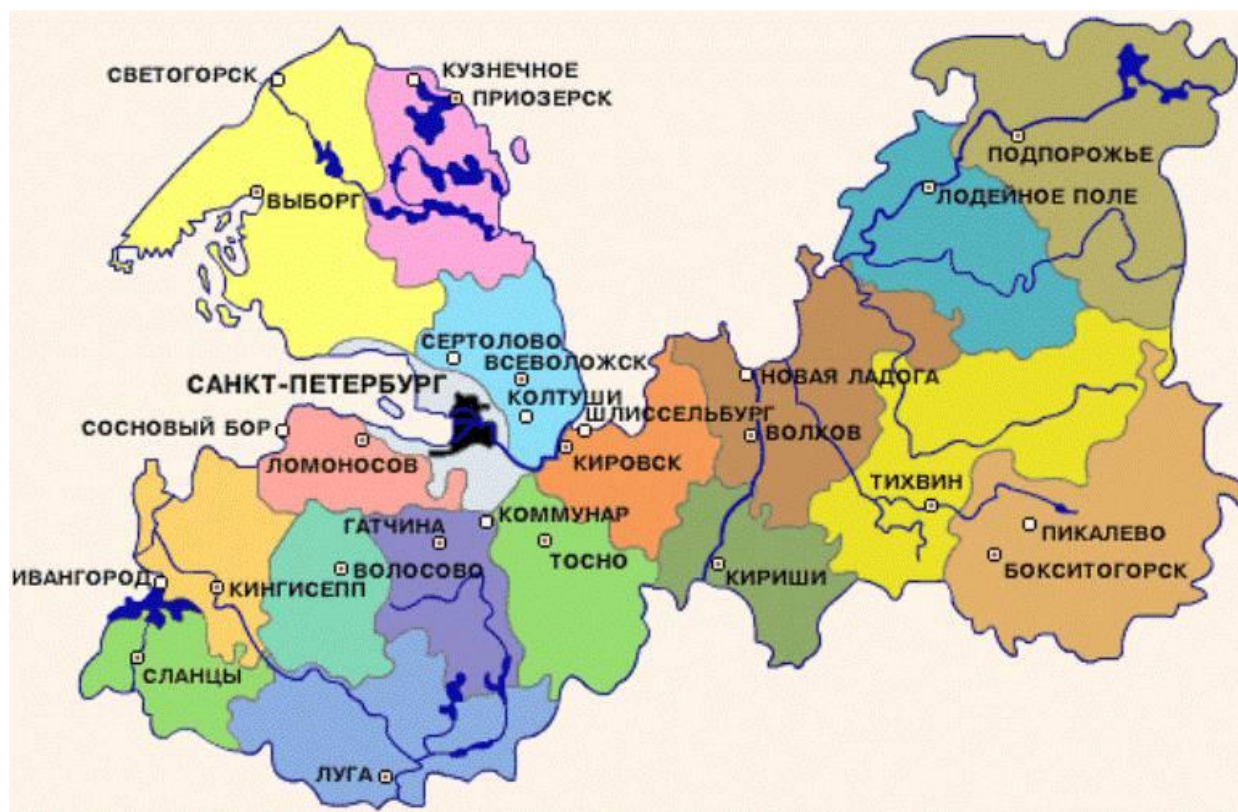 СВЕТОГОРСК
КУЗНЕЧНОЕ
ПРИОЗЕРСК
ПОДПОРОЖЬЕ
ВЫБОРГ
ЛОДЕЙНОЕ ПОЛЕ
СЕРТОЛОВО
ВСЕВОЛОЖСК
САНКТ-ПЕТЕРБУРГ
НОВАЯ ЛАДОГА
КОЛТУШИ
ШЛИССЕЛЬБУРГ
СОСНОВЫЙ БОР
ВОЛХОВ
ЛОМОНОСОВ
КИРОВСК
ТИХВИН
КОММУНАР
ГАТЧИНА
ПИКАЛЕВО
ТОСНО
ИВАНГОРОД
ВОЛОСОВО
КИРИШИ
БОКСИТОГОРСК
КИНГИСЕПП
СЛАНЦЫ
ЛУГА